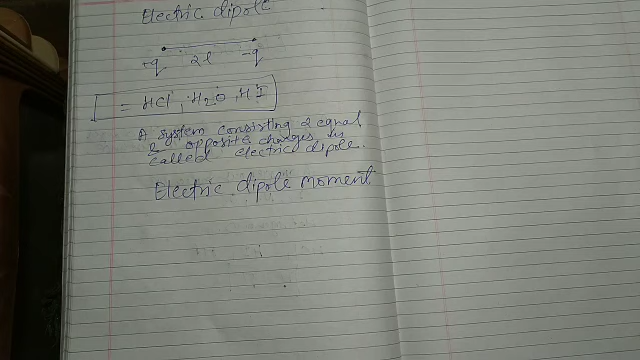 Electric dipole
-q 2l -q
= HCl, H2O, HI
A system consisting 2 equal
& opposite charges is
called electric dipole.
Electric dipole moment